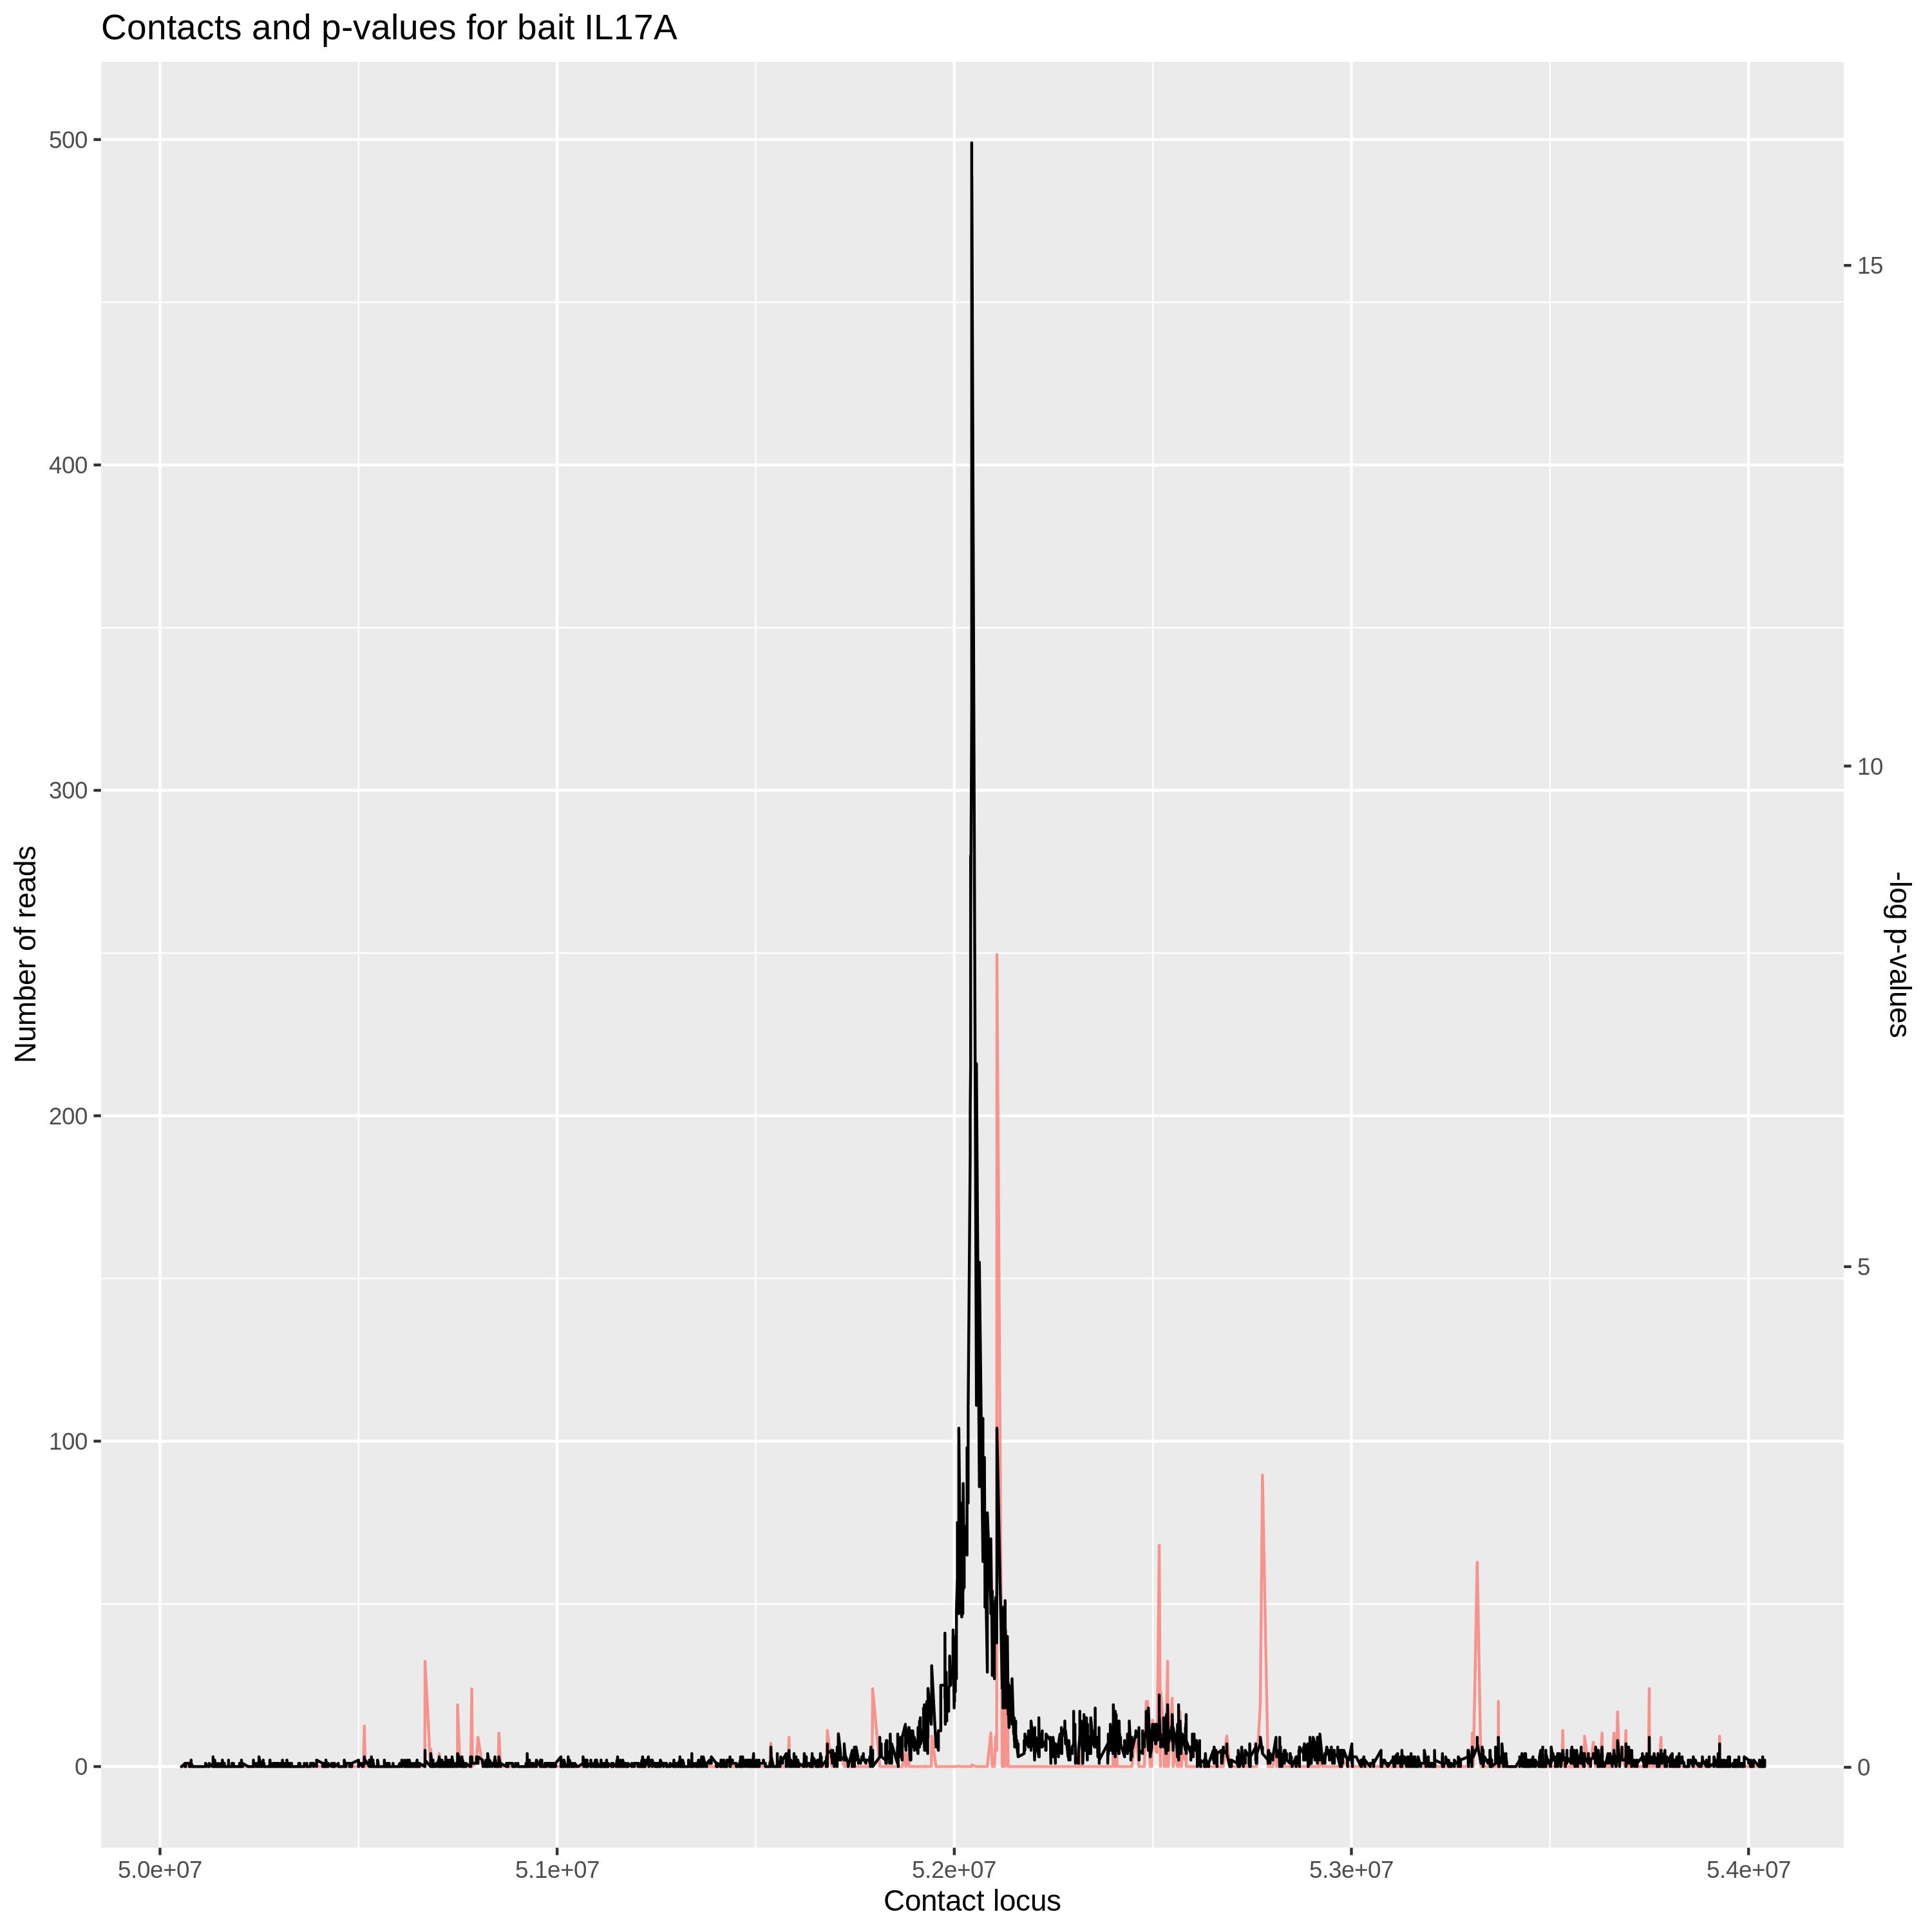 Contacts and p-values for bait IL17A
500
400
300
200
100
0
Number of reads
15
10
5
0
-log p-values
5.0e+07
5.1e+07
5.2e+07
5.3e+07
5.4e+07
Contact locus